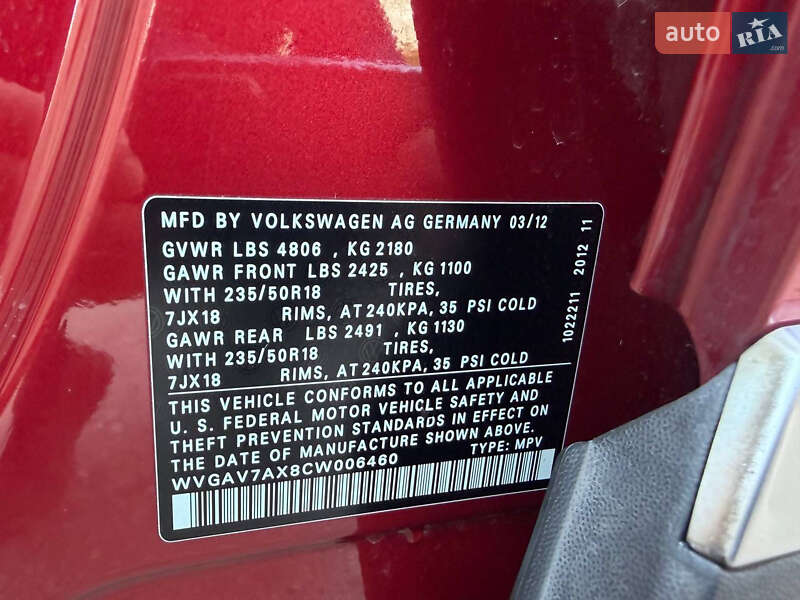 auto RIA
.com
MFD BY VOLKSWAGEN AG GERMANY 03/12
GVWR LBS 4806 , KG 2180
GAWR FRONT LBS 2425 , KG 1100
WITH 235/50R18 TIRES,
7JX18 RIMS, AT 240KPA, 35 PSI COLD
GAWR REAR LBS 2491 , KG 1130
WITH 235/50R18 TIRES,
7JX18 RIMS, AT 240KPA, 35 PSI COLD
THIS VEHICLE CONFORMS TO ALL APPLICABLE
U. S. FEDERAL MOTOR VEHICLE SAFETY AND
THEFT PREVENTION STANDARDS IN EFFECT ON
THE DATE OF MANUFACTURE SHOWN ABOVE.
TYPE: MPV
WVGAV7AX8CW006460
1022211 2012 11